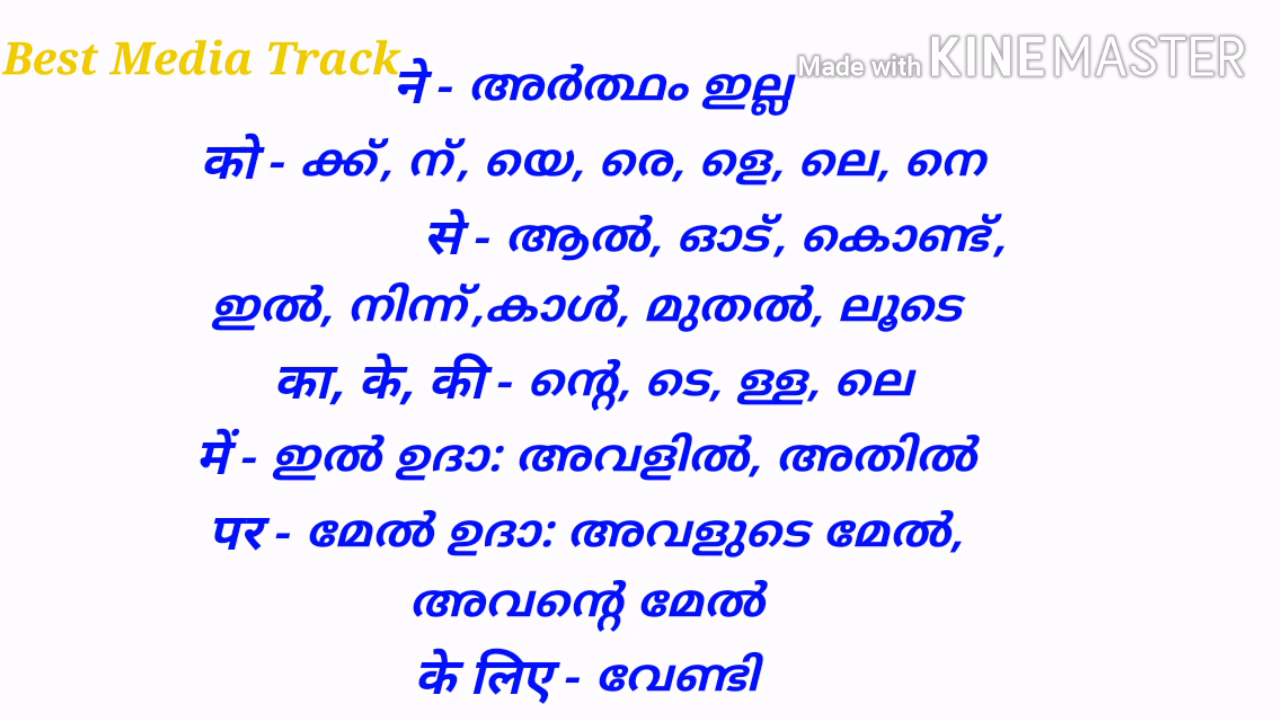 Best Media Track
Made with KINEMASTER
ने - അർത്ഥം ഇല്ല
को - ക്ക്, ന്, യെ, രെ, ളെ, ലെ, നെ
से - ആൽ, ഓട്, കൊണ്ട്,
ഇൽ, നിന്ന്,കാൾ, മുതൽ, ലൂടെ
का, के, की - ന്റെ, ടെ, ള്ള, ലെ
में - ഇൽ ഉദാ: അവളിൽ, അതിൽ
पर - മേൽ ഉദാ: അവളുടെ മേൽ,
അവന്റെ മേൽ
के लिए - വേണ്ടി